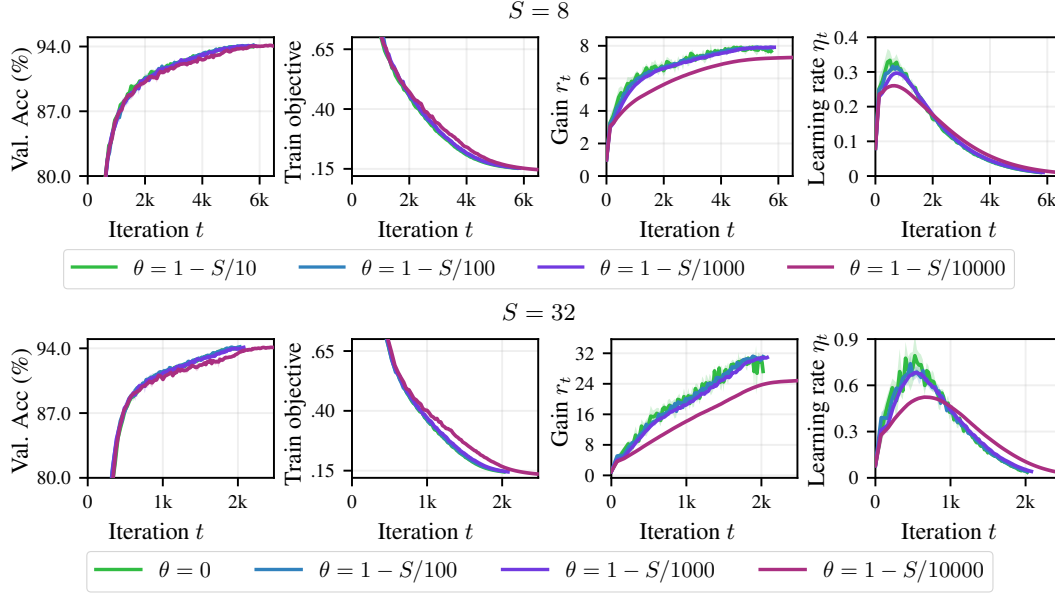 S = 8
Val. Acc (%)
94.0
87.0
80.0
0 2k 4k 6k
Iteration t
Train objective
.65
.40
.15
0 2k 4k 6k
Iteration t
Gain r_t
8
6
4
2
0
0 2k 4k 6k
Iteration t
Learning rate η_t
0.4
0.3
0.2
0.1
0
0 2k 4k 6k
Iteration t
θ = 1 − S/10 θ = 1 − S/100 θ = 1 − S/1000 θ = 1 − S/10000
S = 32
Val. Acc (%)
94.0
87.0
80.0
0 1k 2k
Iteration t
Train objective
.65
.40
.15
0 1k 2k
Iteration t
Gain r_t
32
24
16
8
0
0 1k 2k
Iteration t
Learning rate η_t
0.9
0.6
0.3
0
0 1k 2k
Iteration t
θ = 0 θ = 1 − S/100 θ = 1 − S/1000 θ = 1 − S/10000